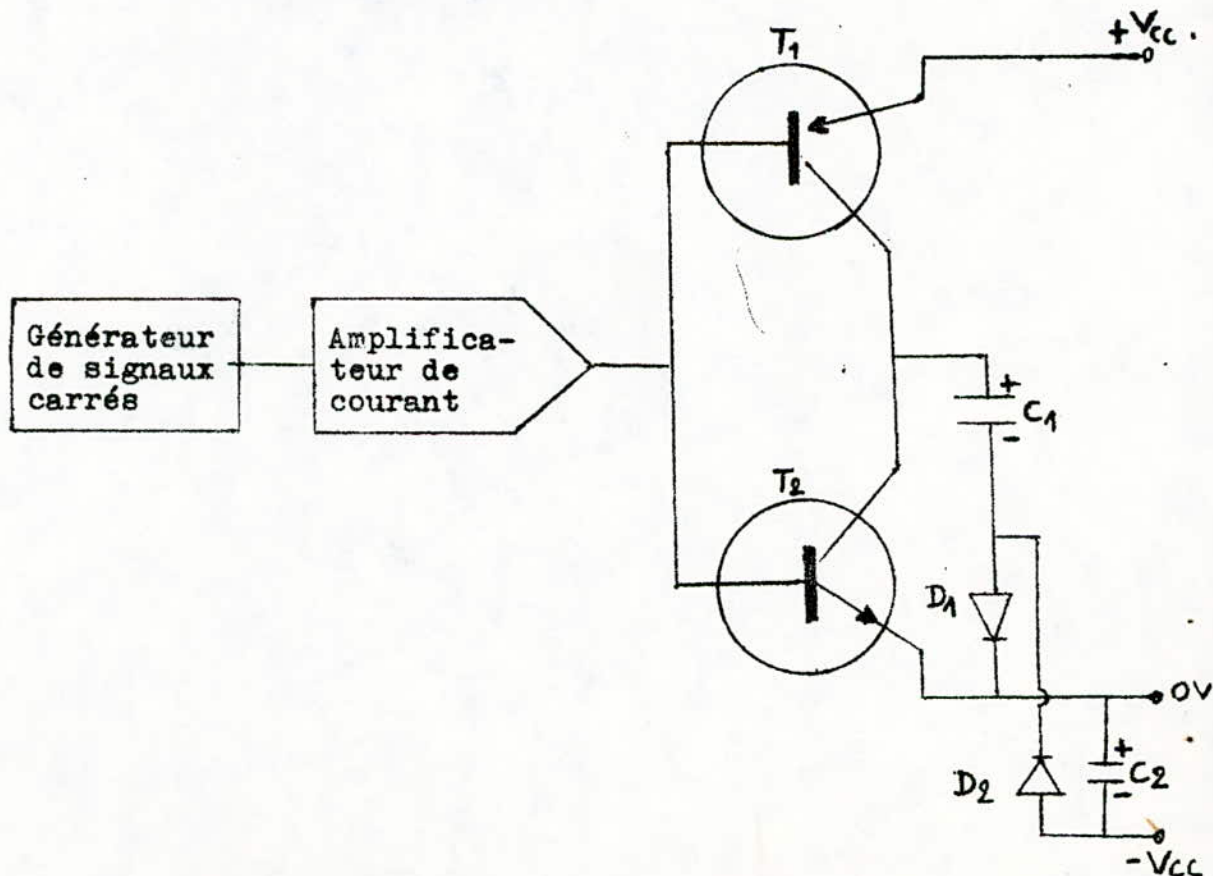 T1
+Vcc.
Générateur
de signaux
carrés
Amplifica-
teur de
courant
+
C1
-
T2
D1
0V
D2
+
C2
-
-Vcc